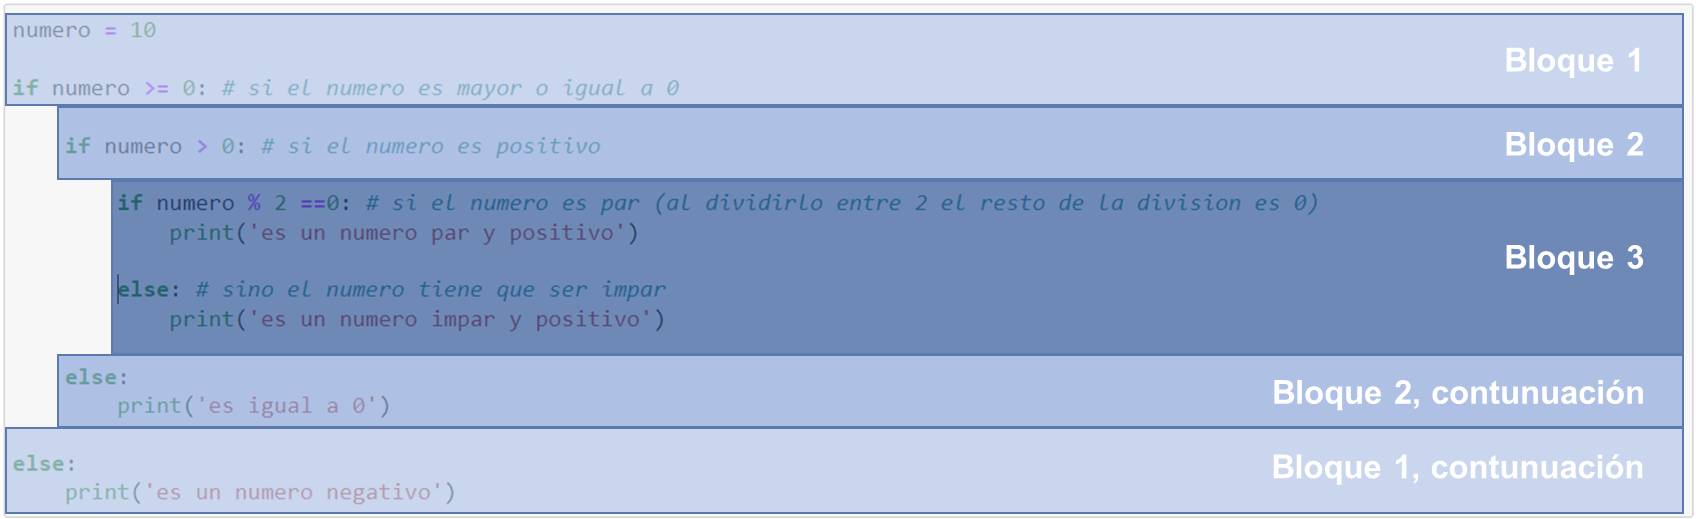 numero = 10
if numero >= 0: # si el numero es mayor o igual a 0
Bloque 1
if numero > 0: # si el numero es positivo
Bloque 2
if numero % 2 ==0: # si el numero es par (al dividirlo entre 2 el resto de la division es 0)
print('es un numero par y positivo')
Bloque 3
else: # sino el numero tiene que ser impar
print('es un numero impar y positivo')
else:
print('es igual a 0')
Bloque 2, contunuación
else:
print('es un numero negativo')
Bloque 1, contunuación